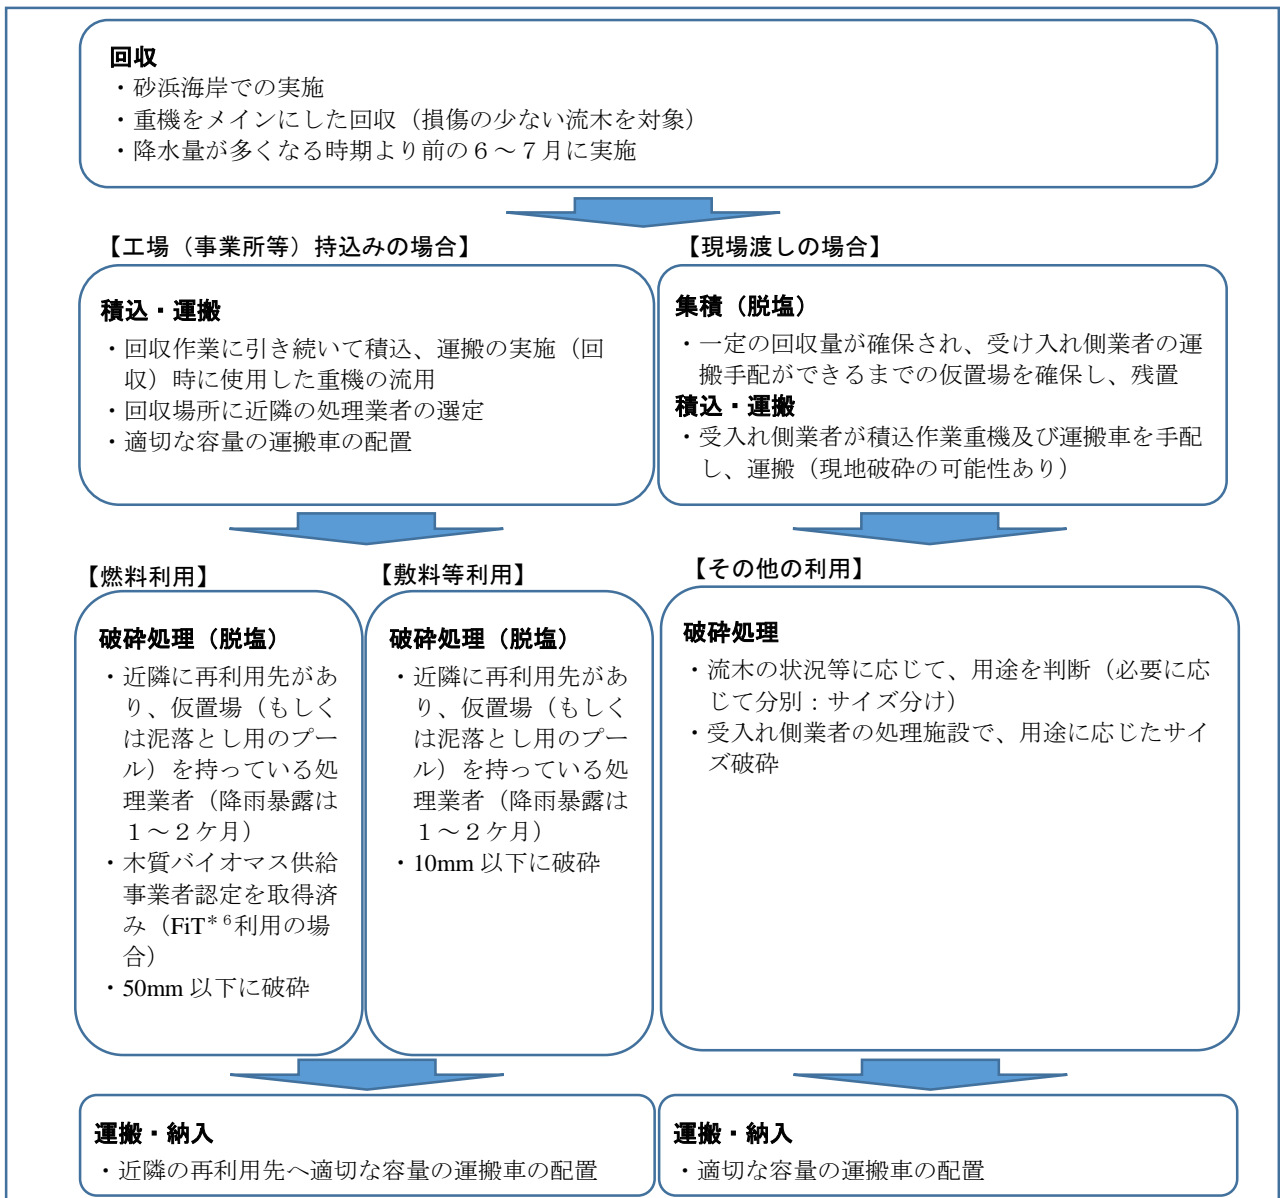 回収
・砂浜海岸での実施
・重機をメインにした回収（損傷の少ない流木を対象）
・降水量が多くなる時期より前の６～７月に実施
【工場（事業所等）持込みの場合】
積込・運搬
・回収作業に引き続いて積込、運搬の実施（回
収）時に使用した重機の流用
・回収場所に近隣の処理業者の選定
・適切な容量の運搬車の配置
【現場渡しの場合】
集積（脱塩）
・一定の回収量が確保され、受け入れ側業者の運
搬手配ができるまでの仮置場を確保し、残置
積込・運搬
・受入れ側業者が積込作業重機及び運搬車を手配
し、運搬（現地破砕の可能性あり）
【燃料利用】
破砕処理（脱塩）
・近隣に再利用先があ
り、仮置場（もしく
は泥落とし用のプー
ル）を持っている処
理業者（降雨暴露は
１～２ケ月）
・木質バイオマス供給
事業者認定を取得済
み（FiT*６利用の場
合）
・50mm 以下に破砕
【敷料等利用】
破砕処理（脱塩）
・近隣に再利用先があ
り、仮置場（もしく
は泥落とし用のプー
ル）を持っている処
理業者（降雨暴露は
１～２ケ月）
・10mm 以下に破砕
【その他の利用】
破砕処理
・流木の状況等に応じて、用途を判断（必要に応
じて分別：サイズ分け）
・受入れ側業者の処理施設で、用途に応じたサイ
ズ破砕
運搬・納入
・近隣の再利用先へ適切な容量の運搬車の配置
運搬・納入
・適切な容量の運搬車の配置